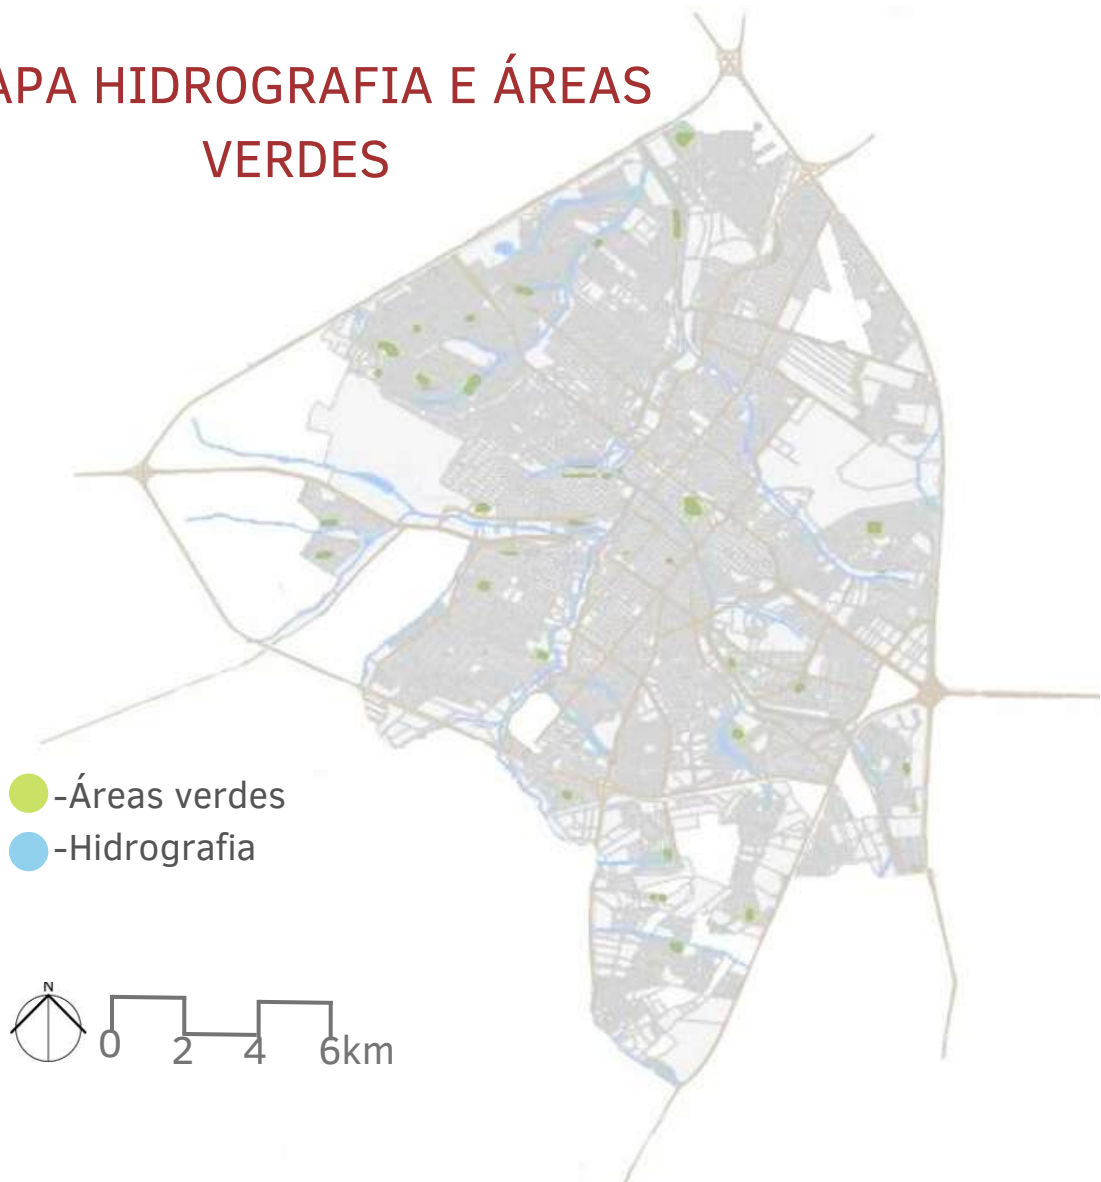 APA HIDROGRAFIA E ÁREAS
VERDES
-Áreas verdes
-Hidrografia
N
0 2 4 6km